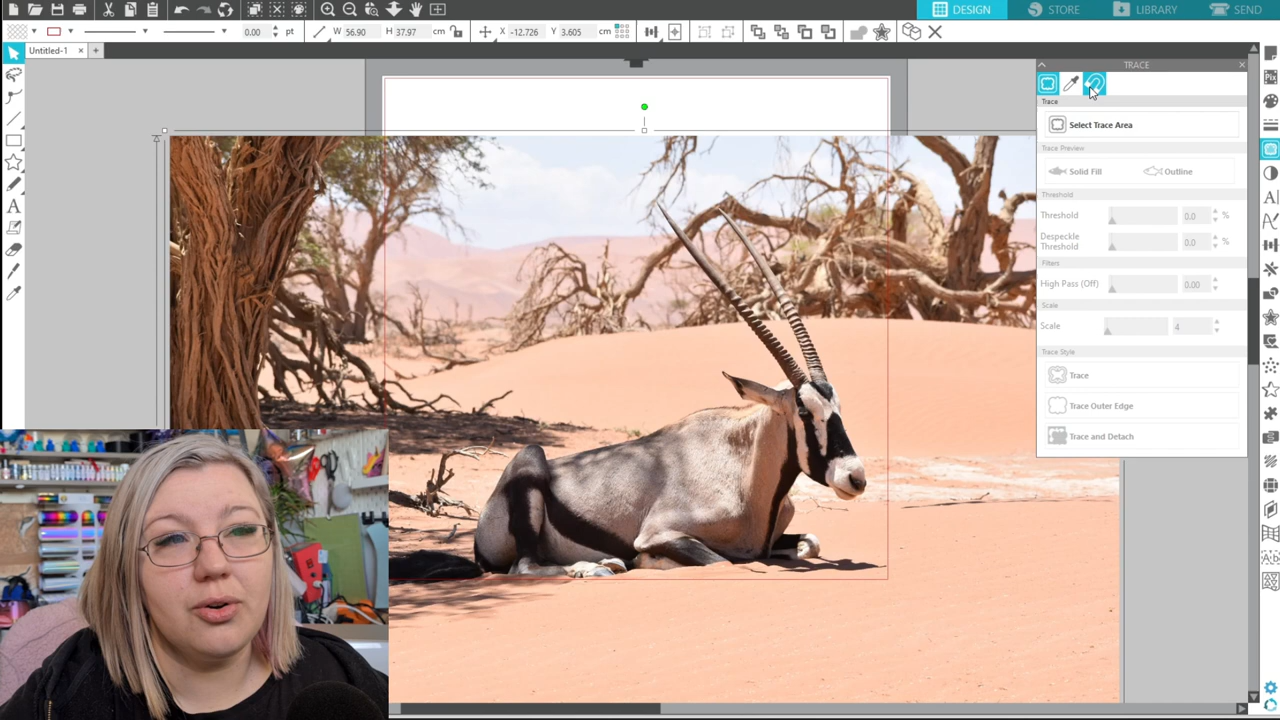 DESIGN STORE LIBRARY SEND
0.00 pt W 56.90 H 37.97 cm X -12.726 Y 3.605 cm
Untitled-1 × +
TRACE
Trace
Select Trace Area
Trace Preview
Solid Fill Outline
Threshold
Threshold 0.0 %
Despeckle
Threshold 0.0 %
Filters
High Pass (Off) 0.00
Scale
Scale 4
Trace Style
Trace
Trace Outer Edge
Trace and Detach